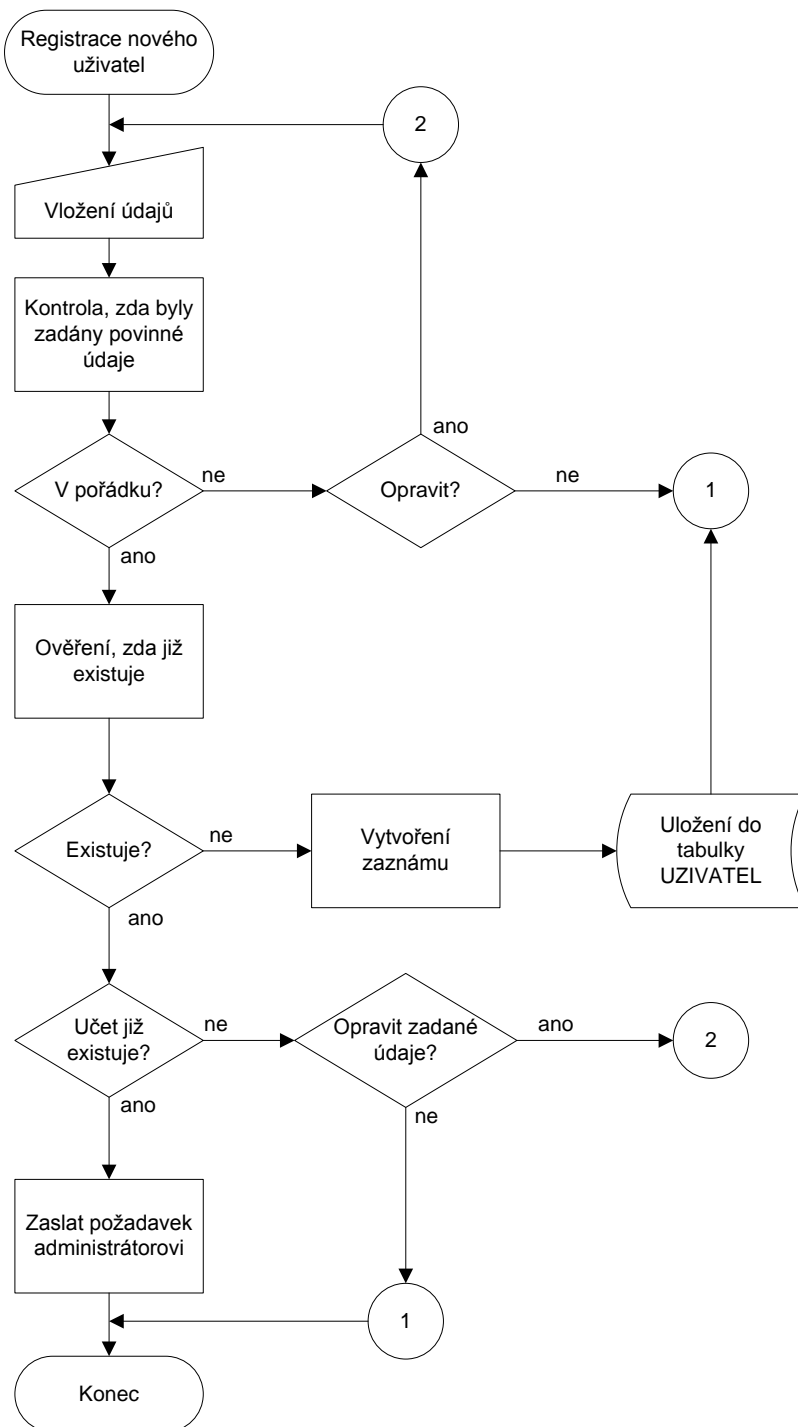 Registrace nového
uživatel
2
Vložení údajů
Kontrola, zda byly
zadány povinné
údaje
ano
V pořádku?
ne
Opravit?
ne
1
ano
Ověření, zda již
existuje
Existuje?
ne
Vytvoření
zaznámu
Uložení do
tabulky
UZIVATEL
ano
Učet již
existuje?
ne
Opravit zadané
údaje?
ano
2
ano
ne
Zaslat požadavek
administrátorovi
1
Konec